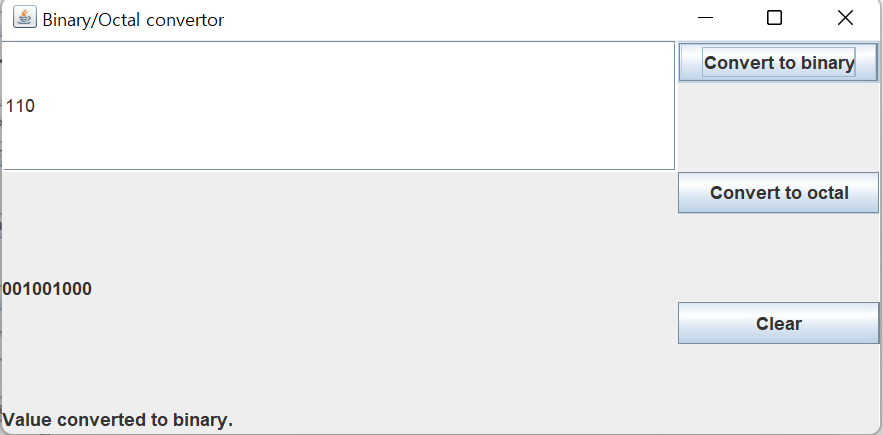 Binary/Octal convertor
Convert to binary
110
Convert to octal
001001000
Clear
Value converted to binary.